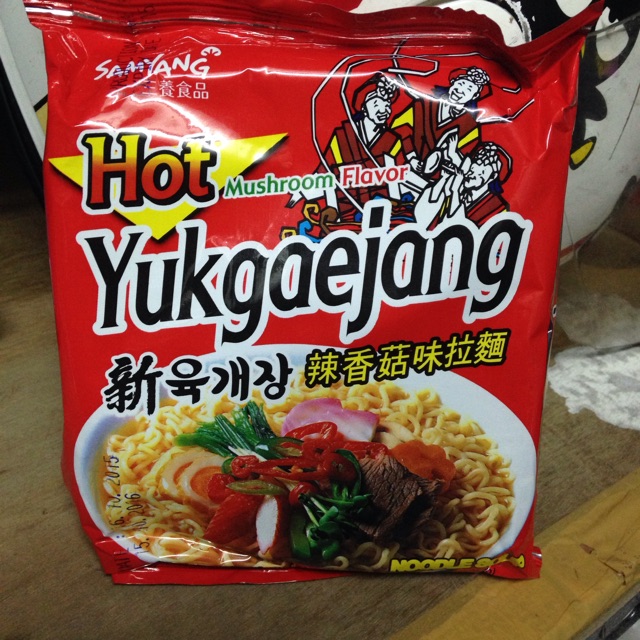 SAMYANG
三養食品
Hot
Mushroom Flavor
Yukgaejang
新육개장
辣香菇味拉麵
NOODLE